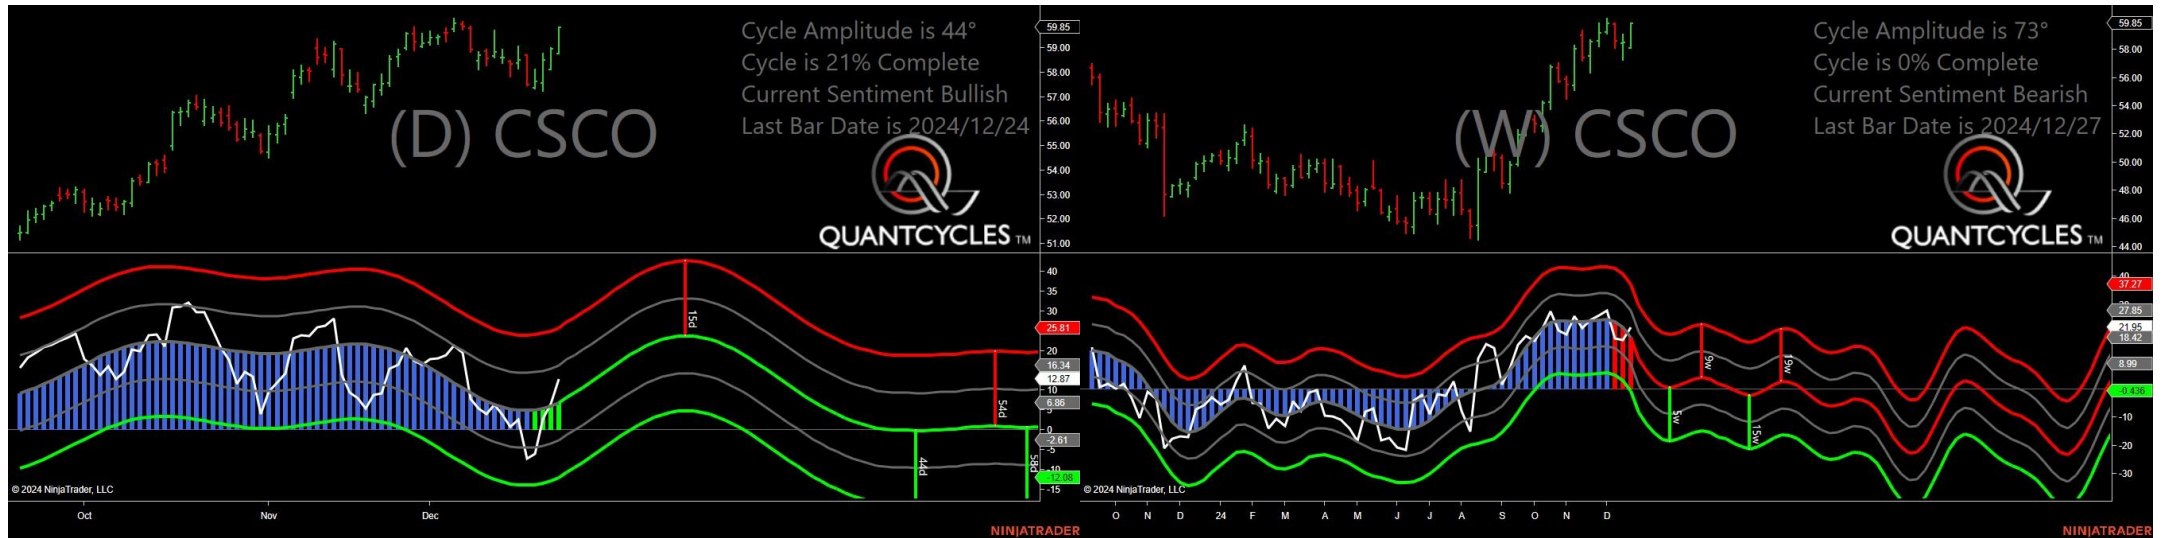 Cycle Amplitude is 44°
Cycle is 21% Complete
Current Sentiment Bullish
Last Bar Date is 2024/12/24
(D) CSCO
QUANTCYCLES TM
59.85
59.00
58.00
57.00
56.00
55.00
54.00
53.00
52.00
51.00
40
35
30
25.81
20
16.34
12.87
10
6.86
0
-2.61
-5
-10
-12.08
-15
15d
44d
54d
58d
© 2024 NinjaTrader, LLC
Oct
Nov
Dec
NINJATRADER
Cycle Amplitude is 73°
Cycle is 0% Complete
Current Sentiment Bearish
Last Bar Date is 2024/12/27
(W) CSCO
QUANTCYCLES TM
59.85
58.00
56.00
54.00
52.00
50.00
48.00
46.00
44.00
40
37.27
27.85
21.95
18.42
8.99
-0.436
-10
-20
-30
5w
9w
15w
19w
© 2024 NinjaTrader, LLC
O N D 24 F M A M J J A S O N D
NINJATRADER